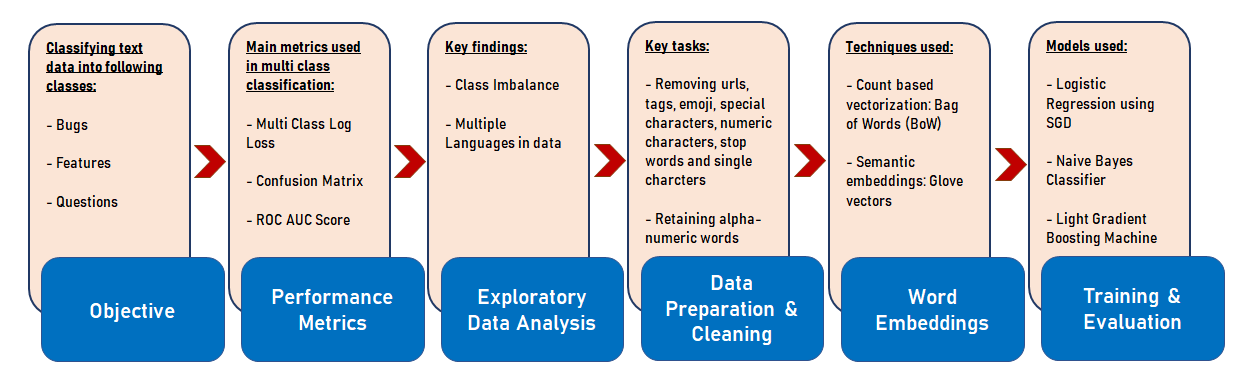 Classifying text
data into following
classes:
- Bugs
- Features
- Questions
Objective
Main metrics used
in multi class
classification:
- Multi Class Log
Loss
- Confusion Matrix
- ROC AUC Score
Performance
Metrics
Key findings:
- Class Imbalance
- Multiple
Languages in data
Exploratory
Data Analysis
Key tasks:
- Removing urls,
tags, emoji, special
characters, numeric
characters, stop
words and single
charcters
- Retaining alpha-
numeric words
Data
Preparation &
Cleaning
Techniques used:
- Count based
vectorization: Bag
of Words (BoW)
- Semantic
embeddings: Glove
vectors
Word
Embeddings
Models used:
- Logistic
Regression using
SGD
- Naive Bayes
Classifier
- Light Gradient
Boosting Machine
Training &
Evaluation